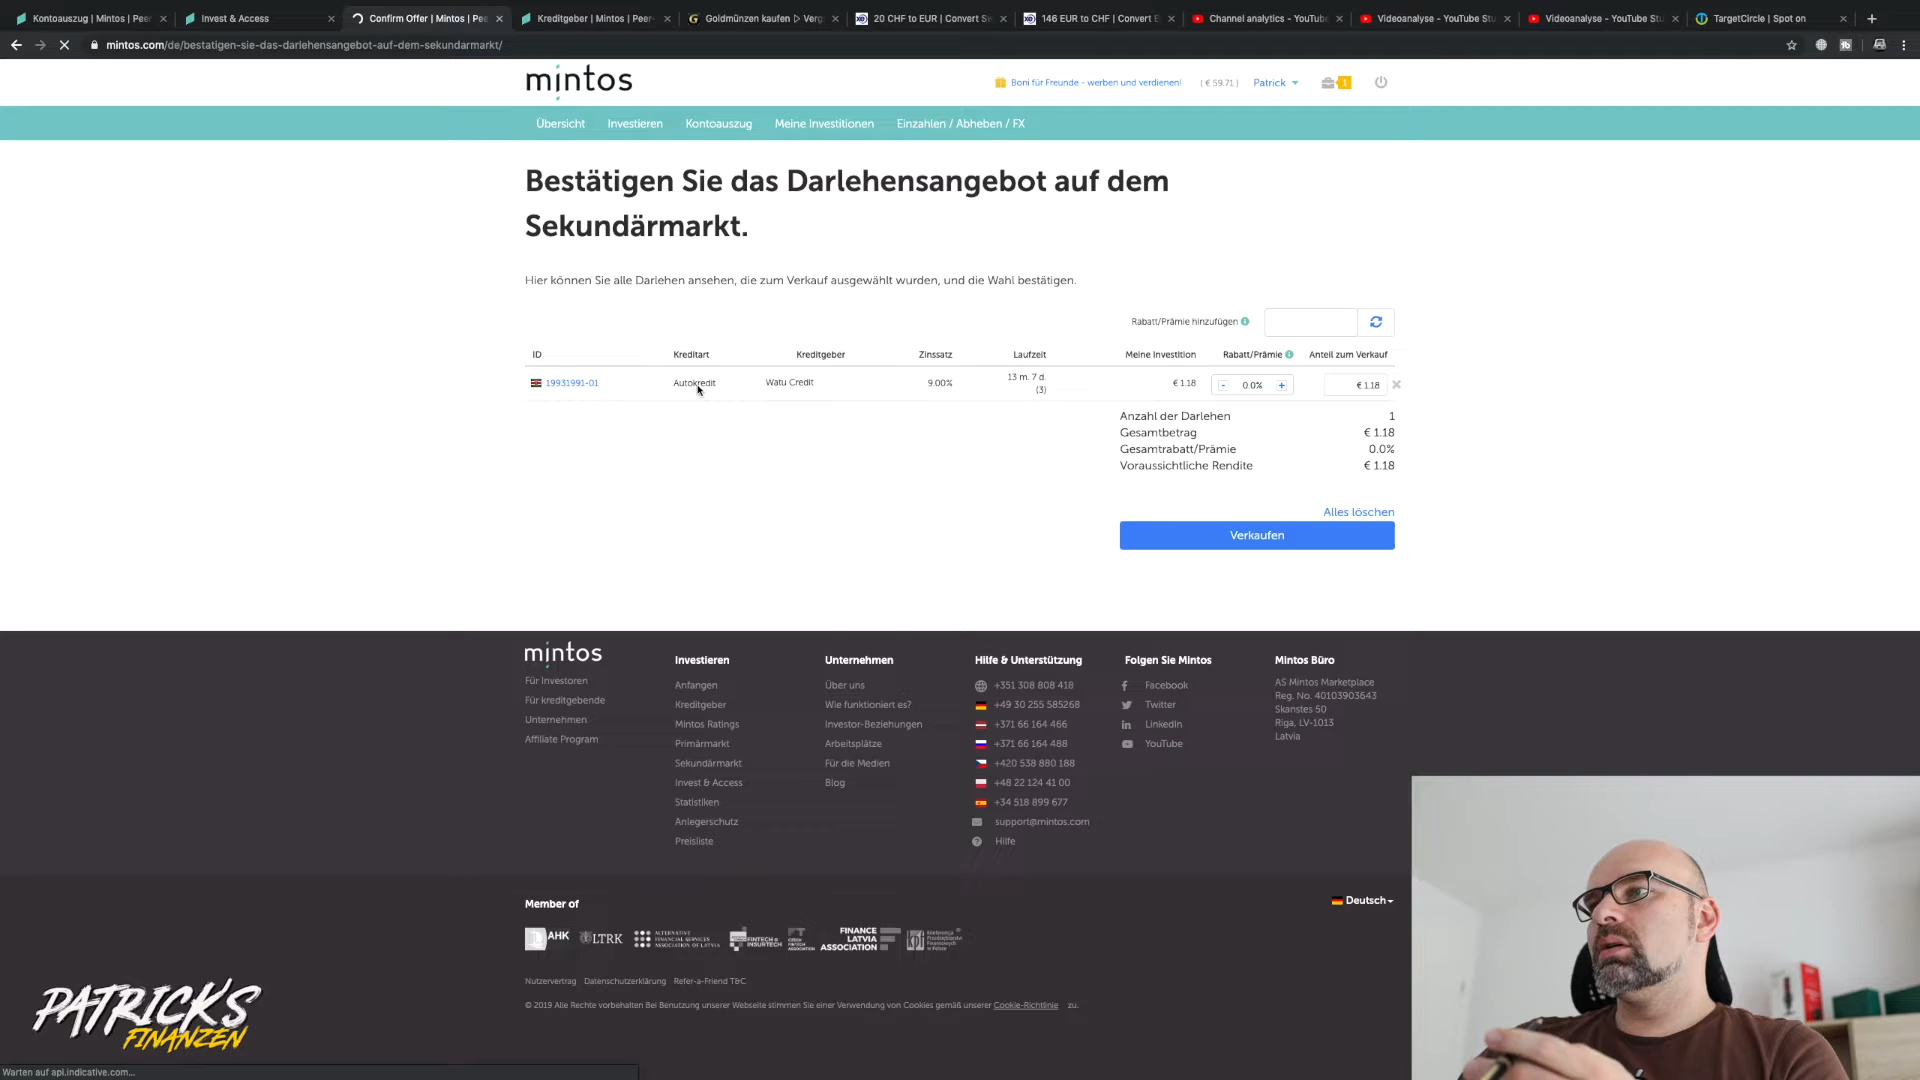 Kontoauszug | Mintos | Peer
Invest & Access
Confirm Offer | Mintos | Pee
Kreditgeber | Mintos | Peer-
Goldmünzen kaufen ▷ Verg
20 CHF to EUR | Convert Sw
146 EUR to CHF | Convert E
Channel analytics - YouTube
Videoanalyse - YouTube Stu
Videoanalyse - YouTube Stu
TargetCircle | Spot on
mintos.com/de/bestatigen-sie-das-darlehensangebot-auf-dem-sekundarmarkt/
mintos
Boni für Freunde - werben und verdienen!
( € 59.71 )
Patrick
1
Übersicht
Investieren
Kontoauszug
Meine Investitionen
Einzahlen / Abheben / FX
Bestätigen Sie das Darlehensangebot auf dem
Sekundärmarkt.
Hier können Sie alle Darlehen ansehen, die zum Verkauf ausgewählt wurden, und die Wahl bestätigen.
Rabatt/Prämie hinzufügen
ID Kreditart Kreditgeber Zinssatz Laufzeit Meine Investition Rabatt/Prämie Anteil zum Verkauf
19931991-01 Autokredit Watu Credit 9.00% 13 m. 7 d. € 1.18 - 0.0% + € 1.18
(3)
Anzahl der Darlehen 1
Gesamtbetrag € 1.18
Gesamtrabatt/Prämie 0.0%
Voraussichtliche Rendite € 1.18
Alles löschen
Verkaufen
mintos
Für Investoren
Für kreditgebende
Unternehmen
Affiliate Program
Investieren
Anfangen
Kreditgeber
Mintos Ratings
Primärmarkt
Sekundärmarkt
Invest & Access
Statistiken
Anlegerschutz
Preisliste
Unternehmen
Über uns
Wie funktioniert es?
Investor-Beziehungen
Arbeitsplätze
Für die Medien
Blog
Hilfe & Unterstützung
+351 308 808 418
+49 30 255 585268
+371 66 164 466
+371 66 164 488
+420 538 880 188
+48 22 124 41 00
+34 518 899 677
support@mintos.com
Hilfe
Folgen Sie Mintos
Facebook
Twitter
LinkedIn
YouTube
Mintos Büro
AS Mintos Marketplace
Reg. No. 40103903643
Skanstes 50
Riga, LV-1013
Latvia
Member of
Deutsch
AHK
LTRK
ALTERNATIVE
FINANCIAL SERVICES
ASSOCIATION OF LATVIA
FINTECH &
INSURTECH
FINANCE
LATVIA
ASSOCIATION
Nutzervertrag Datenschutzerklärung Refer-a-Friend T&C
© 2019 Alle Rechte vorbehalten Bei Benutzung unserer Webseite stimmen Sie einer Verwendung von Cookies gemäß unserer Cookie-Richtlinie zu.
PATRICKS
FINANZEN
Warten auf api.indicative.com...